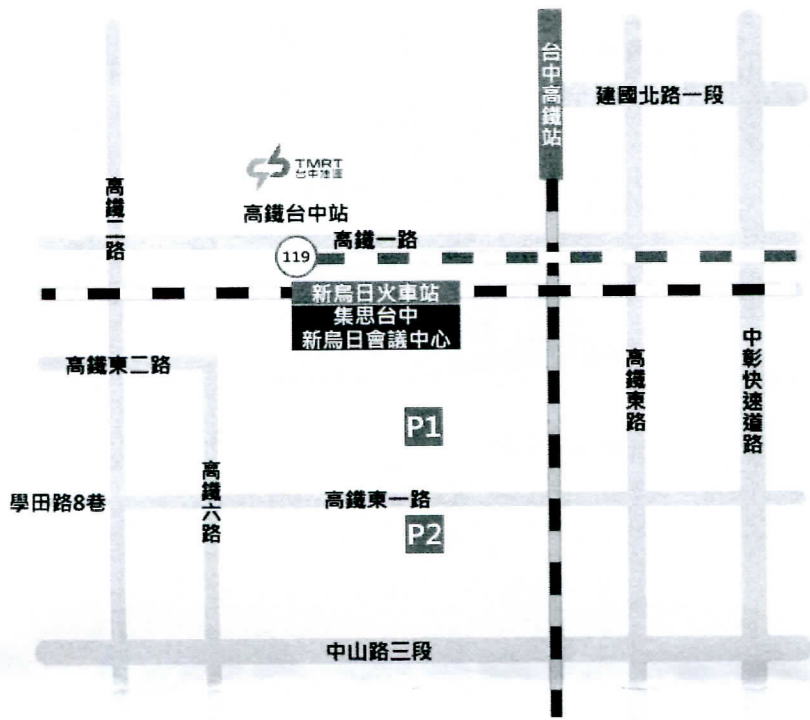 台中高鐵站
建國北路一段
TMRT
台中捷運
高鐵二路
高鐵台中站
高鐵一路
119
新烏日火車站
集思台中
新烏日會議中心
高鐵東二路
高鐵東路
中彰快速道路
P1
高鐵六路
學田路8巷
高鐵東一路
P2
中山路三段